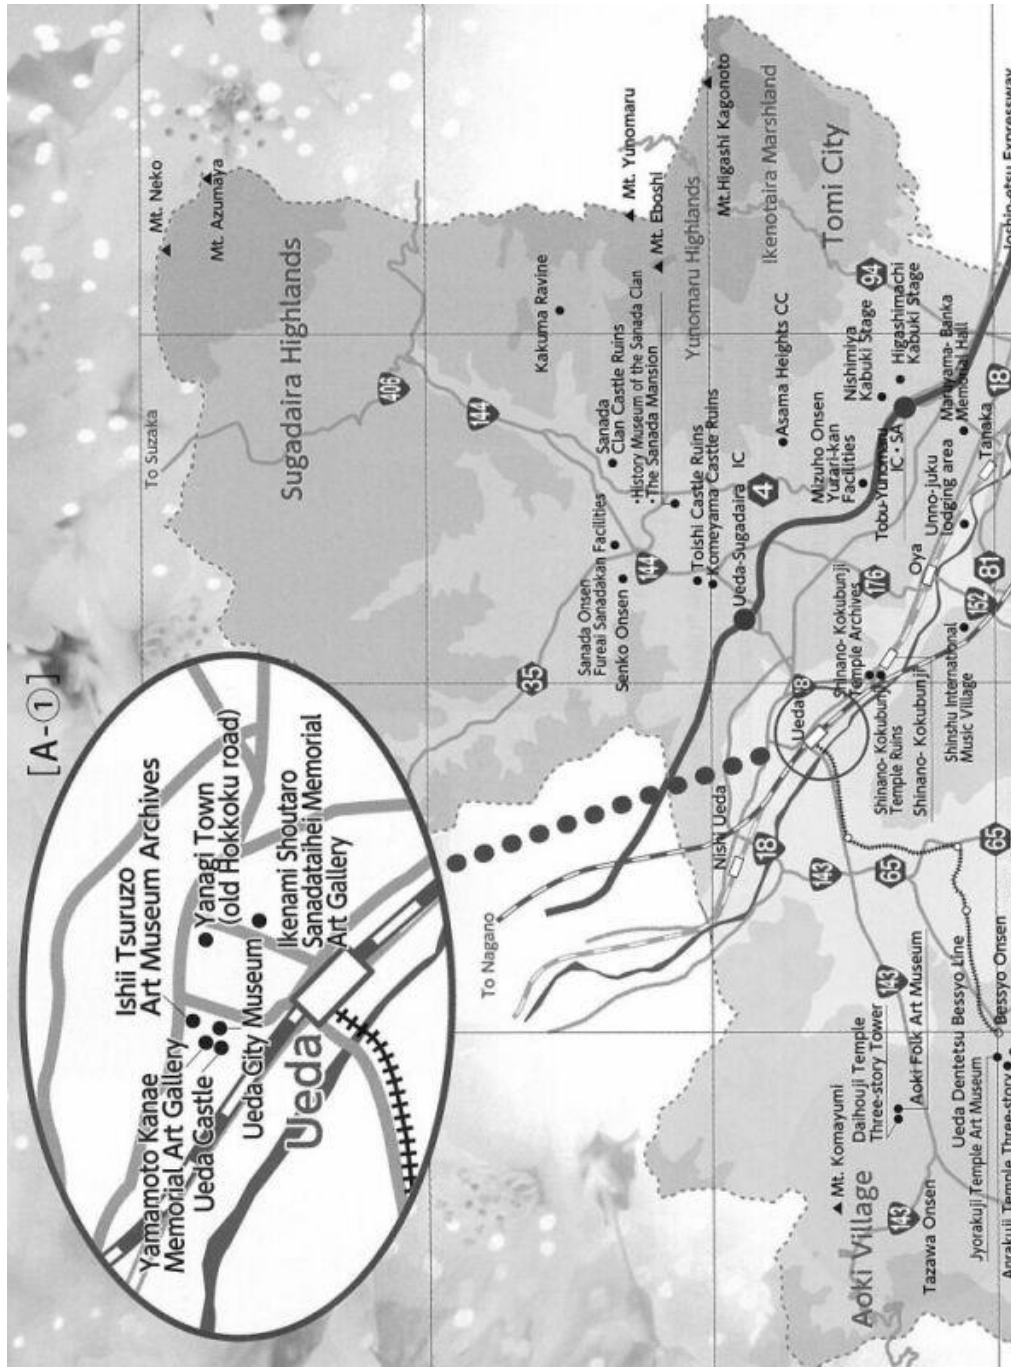 [A-①]
Ishii Tsuruzo
Art Museum Archives
Yanagi Town
(old Hokkoku road)
Yamamoto Kanae
Memorial Art Gallery
Ueda Castle
Ueda City Museum
Ikenami Shoutaro
Sanadataihei Memorial
Art Gallery
Ueda
Mt. Neko
Mt. Azumaya
To Suzaka
Sugadaira Highlands
406
144
Kakuma Ravine
Mt. Yunomaru
Mt. Eboshi
Sanada
Clan Castle Ruins
・History Museum of the Sanada Clan
・The Sanada Mansion
Yunomaru Highlands
Mt.Higashi Kagonoto
Ikenotaira Marshland
Tomi City
35
Sanada Onsen
Fureai Sanadakan Facilities
Senko Onsen
144
Toishi Castle Ruins
Komeyama Castle Ruins
Ueda-Sugadaira IC
4
Asama Heights CC
94
Mizuho Onsen
Yurari-kan
Facilities
Nishimiya
Kabuki Stage
Higashimachi
Kabuki Stage
Tobu-Yunomaru
IC・SA
Maruyama- Banka
Memorial Hall
Joshin-etsu Expressway
18
Tanaka
Unno-juku
lodging area
Oya
176
81
152
Shinano- Kokubunji
Temple Archives
Ueda
18
Shinano- Kokubunji
Temple Ruins
Shinano- Kokubunji
Shinshu International
Music Village
To Nagano
Nishi Ueda
18
143
65
65
143
Mt. Komayumi
Daihouji Temple
Three-story Tower
Aoki Folk Art Museum
Aoki Village
143
Tazawa Onsen
Ueda Dentetsu Bessyo Line
Bessyo Onsen
Jyorakuji Temple Art Museum
Anrakuji Temple Three-story